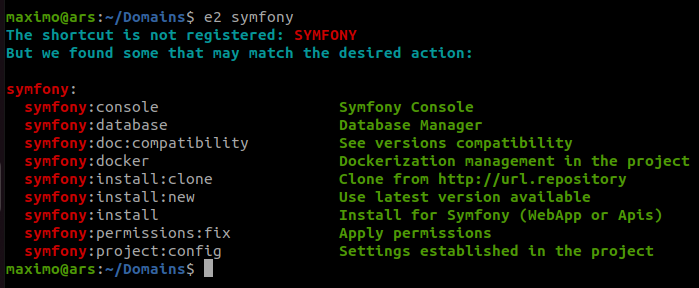 maximo@ars:~/Domains$ e2 symfony
The shortcut is not registered: SYMFONY
But we found some that may match the desired action:
symfony:
symfony:console Symfony Console
symfony:database Database Manager
symfony:doc:compatibility See versions compatibility
symfony:docker Dockerization management in the project
symfony:install:clone Clone from http://url.repository
symfony:install:new Use latest version available
symfony:install Install for Symfony (WebApp or Apis)
symfony:permissions:fix Apply permissions
symfony:project:config Settings established in the project
maximo@ars:~/Domains$